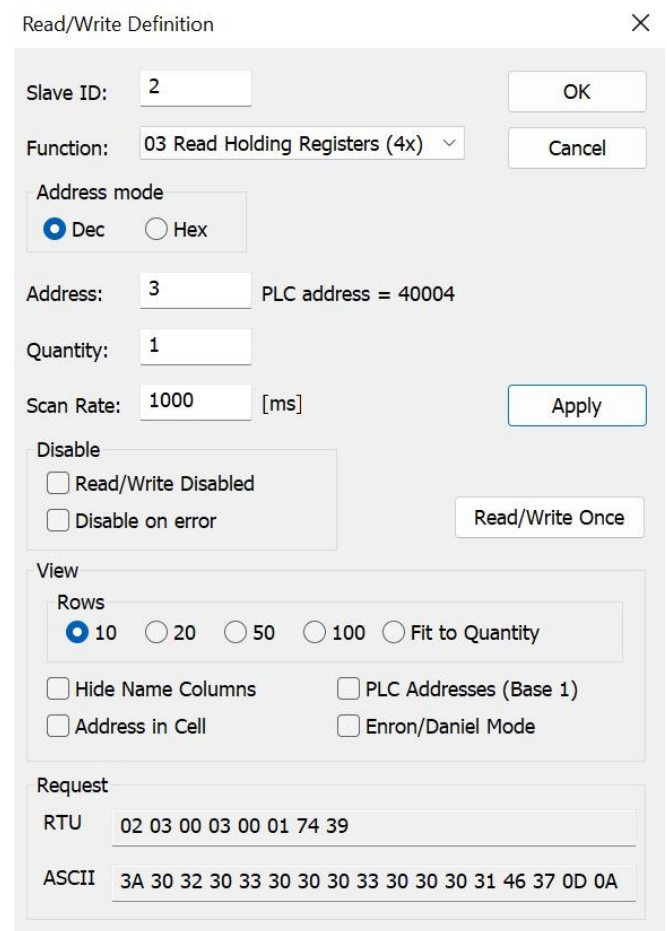 Read/Write Definition
Slave ID: 2 OK
Function: 03 Read Holding Registers (4x) Cancel
Address mode
Dec Hex
Address: 3 PLC address = 40004
Quantity: 1
Scan Rate: 1000 [ms] Apply
Disable
Read/Write Disabled
Disable on error Read/Write Once
View
Rows
10 20 50 100 Fit to Quantity
Hide Name Columns PLC Addresses (Base 1)
Address in Cell Enron/Daniel Mode
Request
RTU 02 03 00 03 00 01 74 39
ASCII 3A 30 32 30 33 30 30 30 33 30 30 30 31 46 37 0D 0A